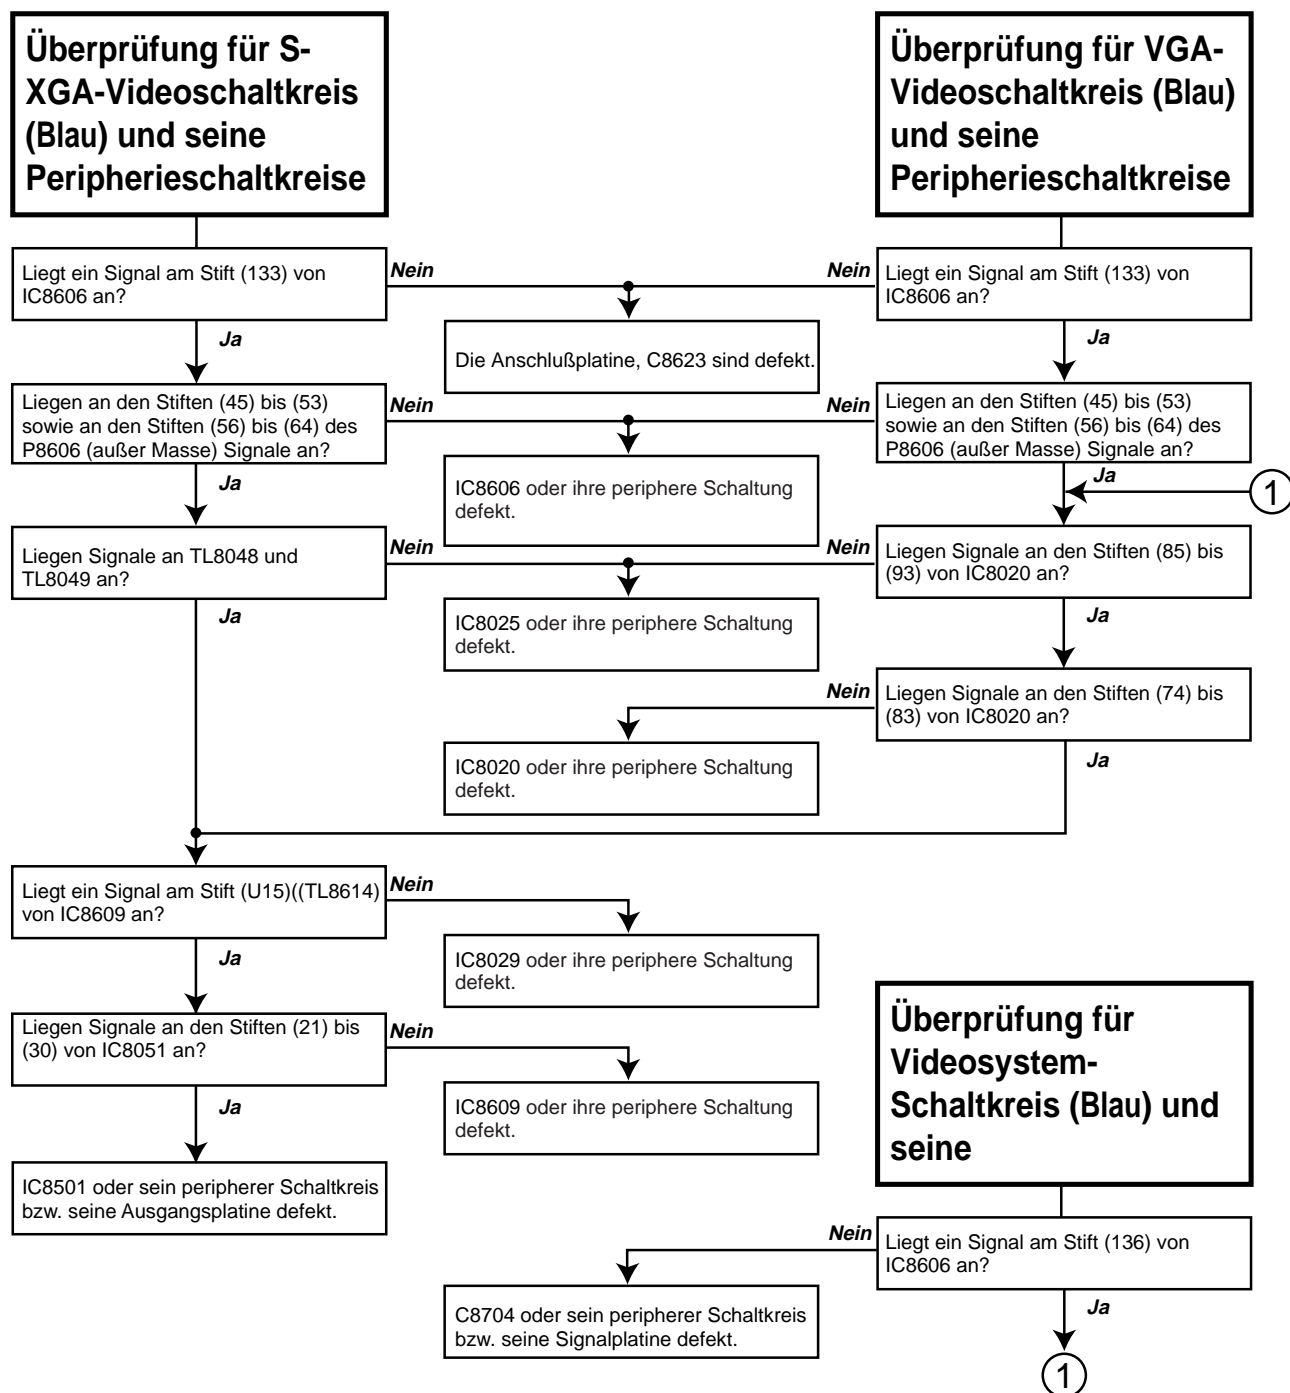 Überprüfung für S-
XGA-Videoschaltkreis
(Blau) und seine
Peripherieschaltkreise
Überprüfung für VGA-
Videoschaltkreis (Blau)
und seine
Peripherieschaltkreise
Liegt ein Signal am Stift (133) von
IC8606 an?
Nein
Nein
Liegt ein Signal am Stift (133) von
IC8606 an?
Ja
Die Anschlußplatine, C8623 sind defekt.
Ja
Liegen an den Stiften (45) bis (53)
sowie an den Stiften (56) bis (64) des
P8606 (außer Masse) Signale an?
Nein
Nein
Liegen an den Stiften (45) bis (53)
sowie an den Stiften (56) bis (64) des
P8606 (außer Masse) Signale an?
Ja
IC8606 oder ihre periphere Schaltung
defekt.
Ja
1
Liegen Signale an TL8048 und
TL8049 an?
Nein
Nein
Liegen Signale an den Stiften (85) bis
(93) von IC8020 an?
Ja
IC8025 oder ihre periphere Schaltung
defekt.
Ja
Nein
Liegen Signale an den Stiften (74) bis
(83) von IC8020 an?
IC8020 oder ihre periphere Schaltung
defekt.
Ja
Liegt ein Signal am Stift (U15)((TL8614)
von IC8609 an?
Nein
Ja
IC8029 oder ihre periphere Schaltung
defekt.
Liegen Signale an den Stiften (21) bis
(30) von IC8051 an?
Nein
Ja
IC8609 oder ihre periphere Schaltung
defekt.
IC8501 oder sein peripherer Schaltkreis
bzw. seine Ausgangsplatine defekt.
Überprüfung für
Videosystem-
Schaltkreis (Blau) und
seine
Nein
Liegt ein Signal am Stift (136) von
IC8606 an?
C8704 oder sein peripherer Schaltkreis
bzw. seine Signalplatine defekt.
Ja
1